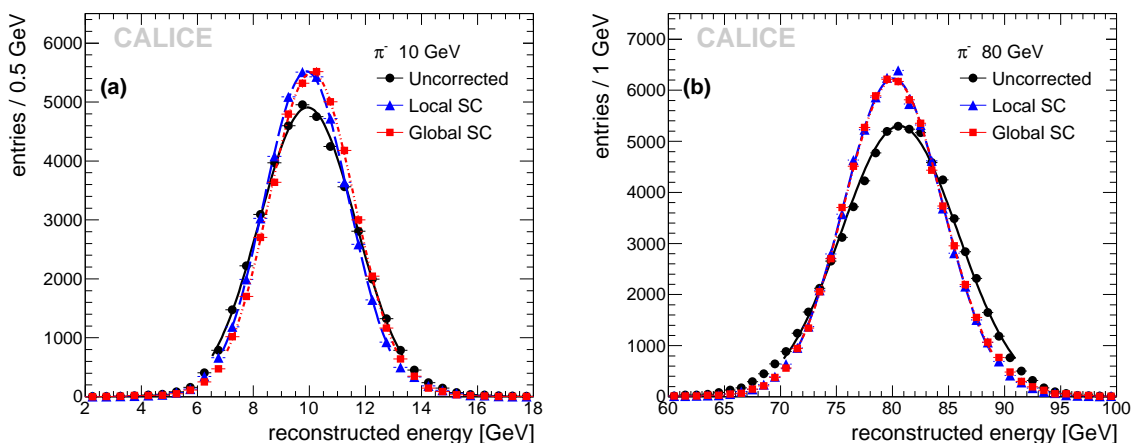 CALICE
(a)
π⁻ 10 GeV
Uncorrected
Local SC
Global SC
entries / 0.5 GeV
6000
5000
4000
3000
2000
1000
0
2 4 6 8 10 12 14 16 18
reconstructed energy [GeV]
CALICE
(b)
π⁻ 80 GeV
Uncorrected
Local SC
Global SC
entries / 1 GeV
7000
6000
5000
4000
3000
2000
1000
0
60 65 70 75 80 85 90 95 100
reconstructed energy [GeV]